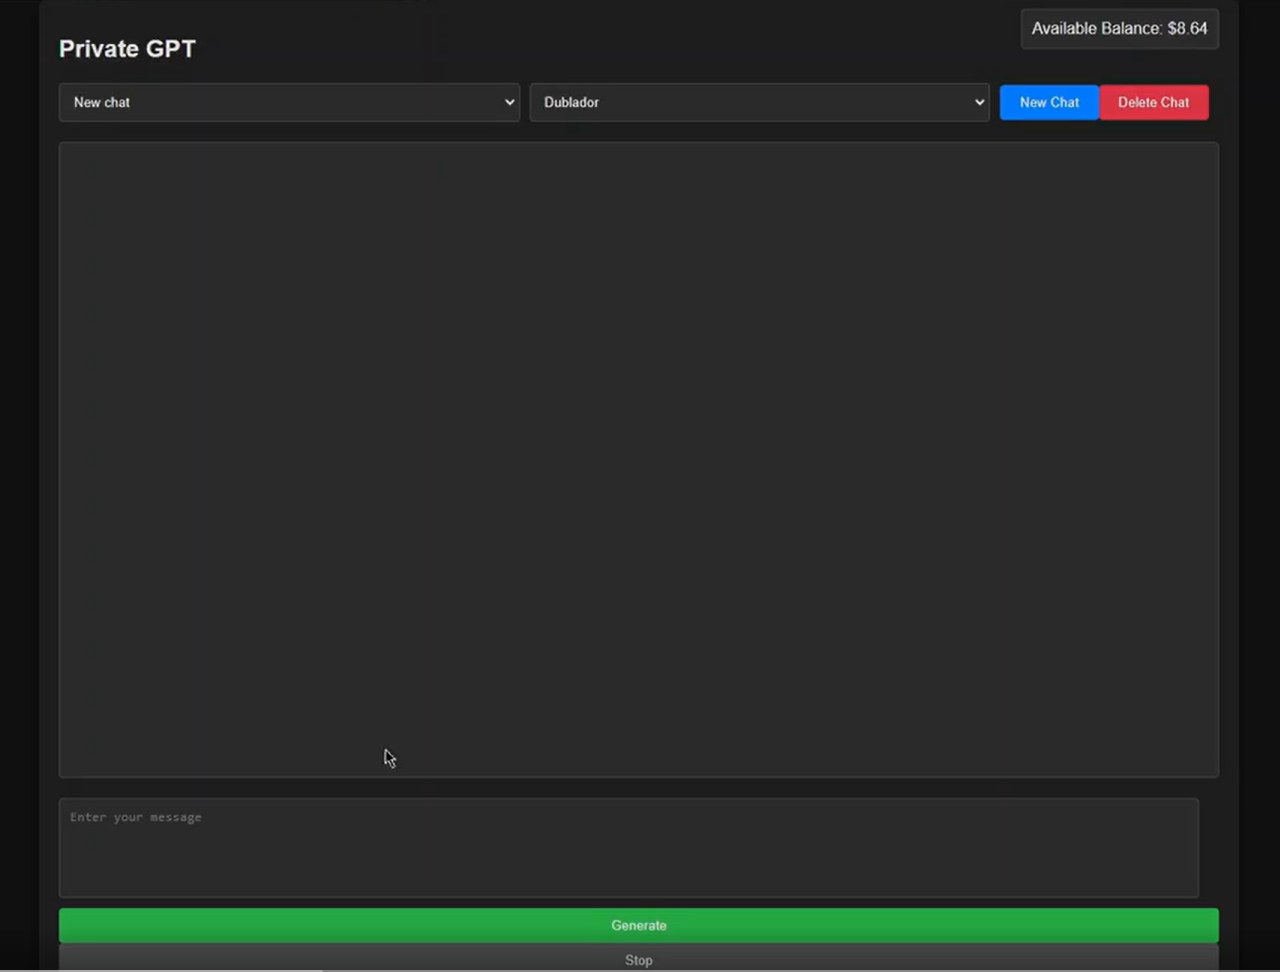 Available Balance: $8.64
Private GPT
New chat
Dublador
New Chat
Delete Chat
Enter your message
Generate
Stop